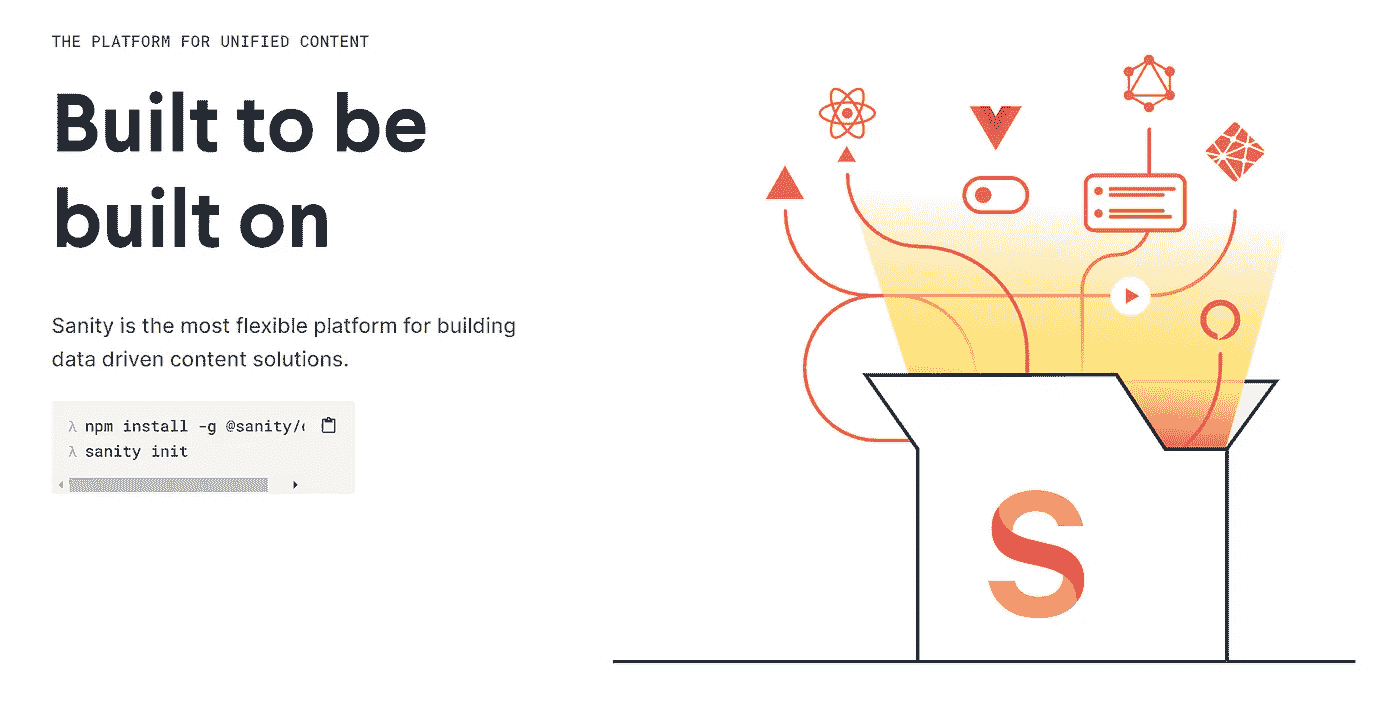 THE PLATFORM FOR UNIFIED CONTENT
Built to be
built on
Sanity is the most flexible platform for building
data driven content solutions.
λ npm install -g @sanity/
λ sanity init
S